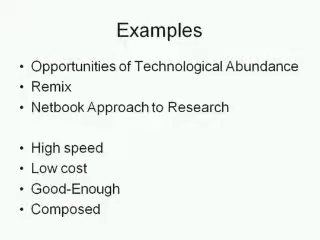 Examples
• Opportunities of Technological Abundance
• Remix
• Netbook Approach to Research
• High speed
• Low cost
• Good-Enough
• Composed